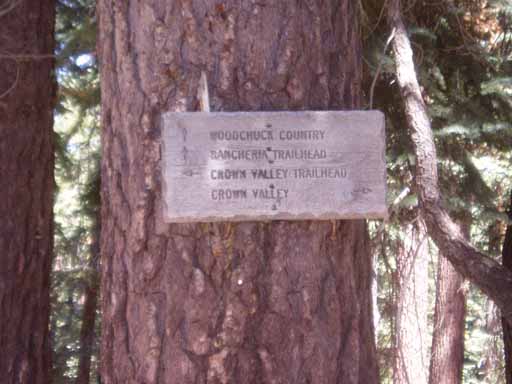 WOODCHUCK COUNTRY
RANCHERIA TRAILHEAD
CROWN VALLEY TRAILHEAD
CROWN VALLEY